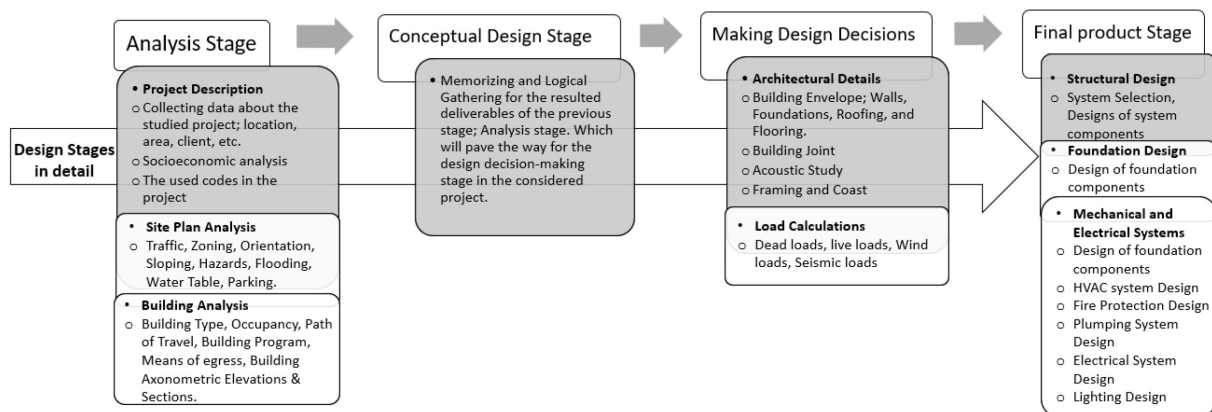 Analysis Stage
Conceptual Design Stage
Making Design Decisions
Final product Stage
Design Stages
in detail
• Project Description
○ Collecting data about the
studied project; location,
area, client, etc.
○ Socioeconomic analysis
○ The used codes in the
project
• Site Plan Analysis
○ Traffic, Zoning, Orientation,
Sloping, Hazards, Flooding,
Water Table, Parking.
• Building Analysis
○ Building Type, Occupancy, Path
of Travel, Building Program,
Means of egress, Building
Axonometric Elevations &
Sections.
• Memorizing and Logical
Gathering for the resulted
deliverables of the previous
stage; Analysis stage. Which
will pave the way for the
design decision-making
stage in the considered
project.
• Architectural Details
○ Building Envelope; Walls,
Foundations, Roofing, and
Flooring.
○ Building Joint
○ Acoustic Study
○ Framing and Coast
• Load Calculations
○ Dead loads, live loads, Wind
loads, Seismic loads
• Structural Design
○ System Selection,
Designs of system
components
• Foundation Design
○ Design of foundation
components
• Mechanical and
Electrical Systems
○ Design of foundation
components
○ HVAC system Design
○ Fire Protection Design
○ Plumping System
Design
○ Electrical System
Design
○ Lighting Design